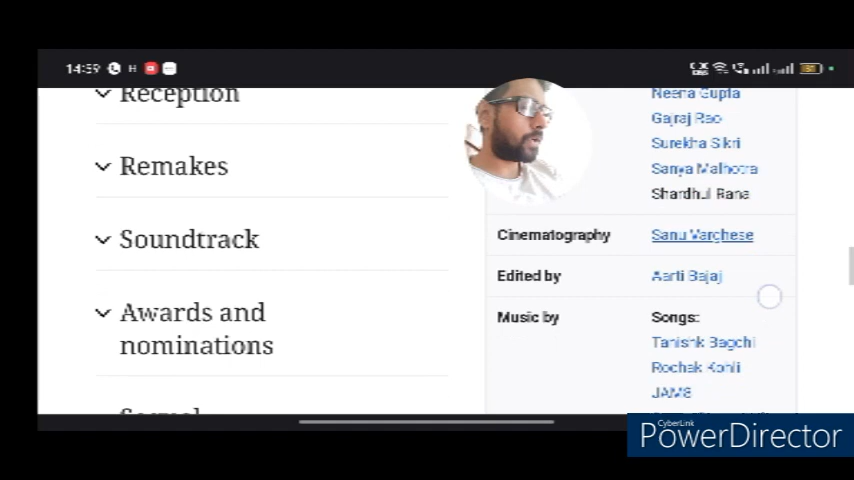 14:59
H
Reception
Remakes
Soundtrack
Awards and
nominations
Neena Gupta
Gajraj Rao
Surekha Sikri
Sanya Malhotra
Shardhul Rana
Cinematography
Sanu Varghese
Edited by
Aarti Bajaj
Music by
Songs:
Tanishk Bagchi
Rochak Kohli
JAM8
CyberLink
PowerDirector